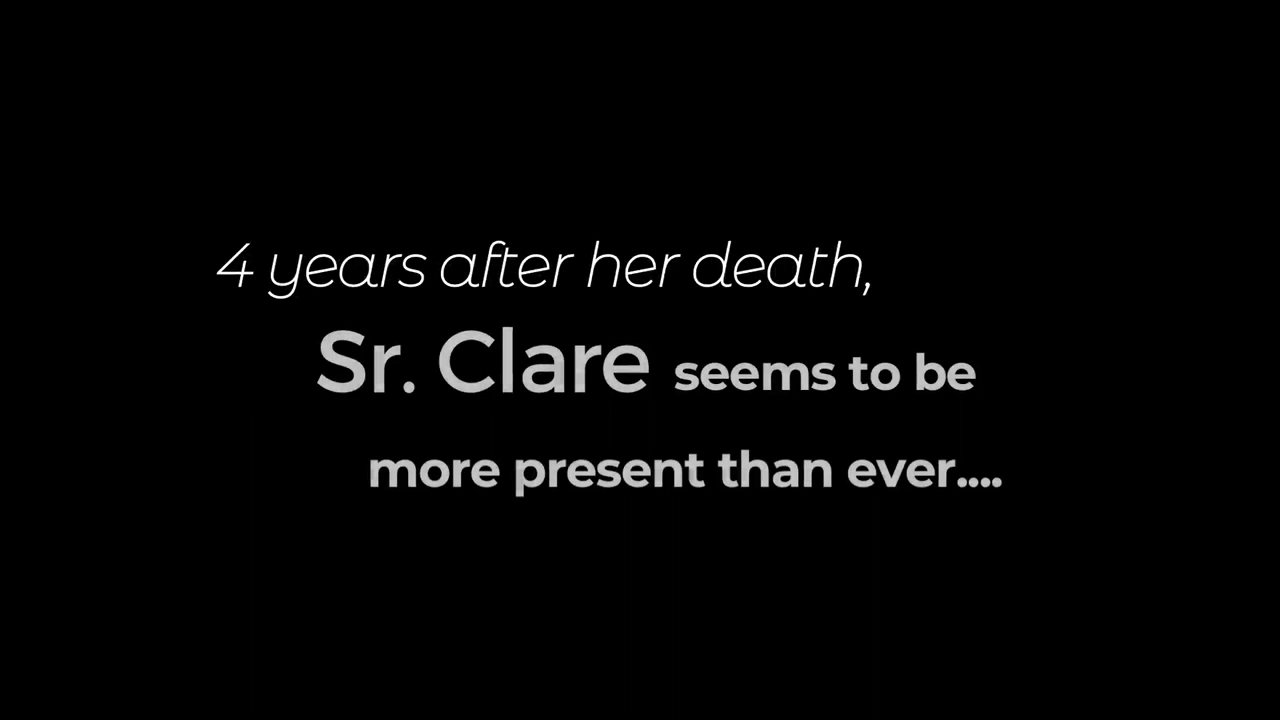 4 years after her death,
Sr. Clare seems to be
more present than ever....